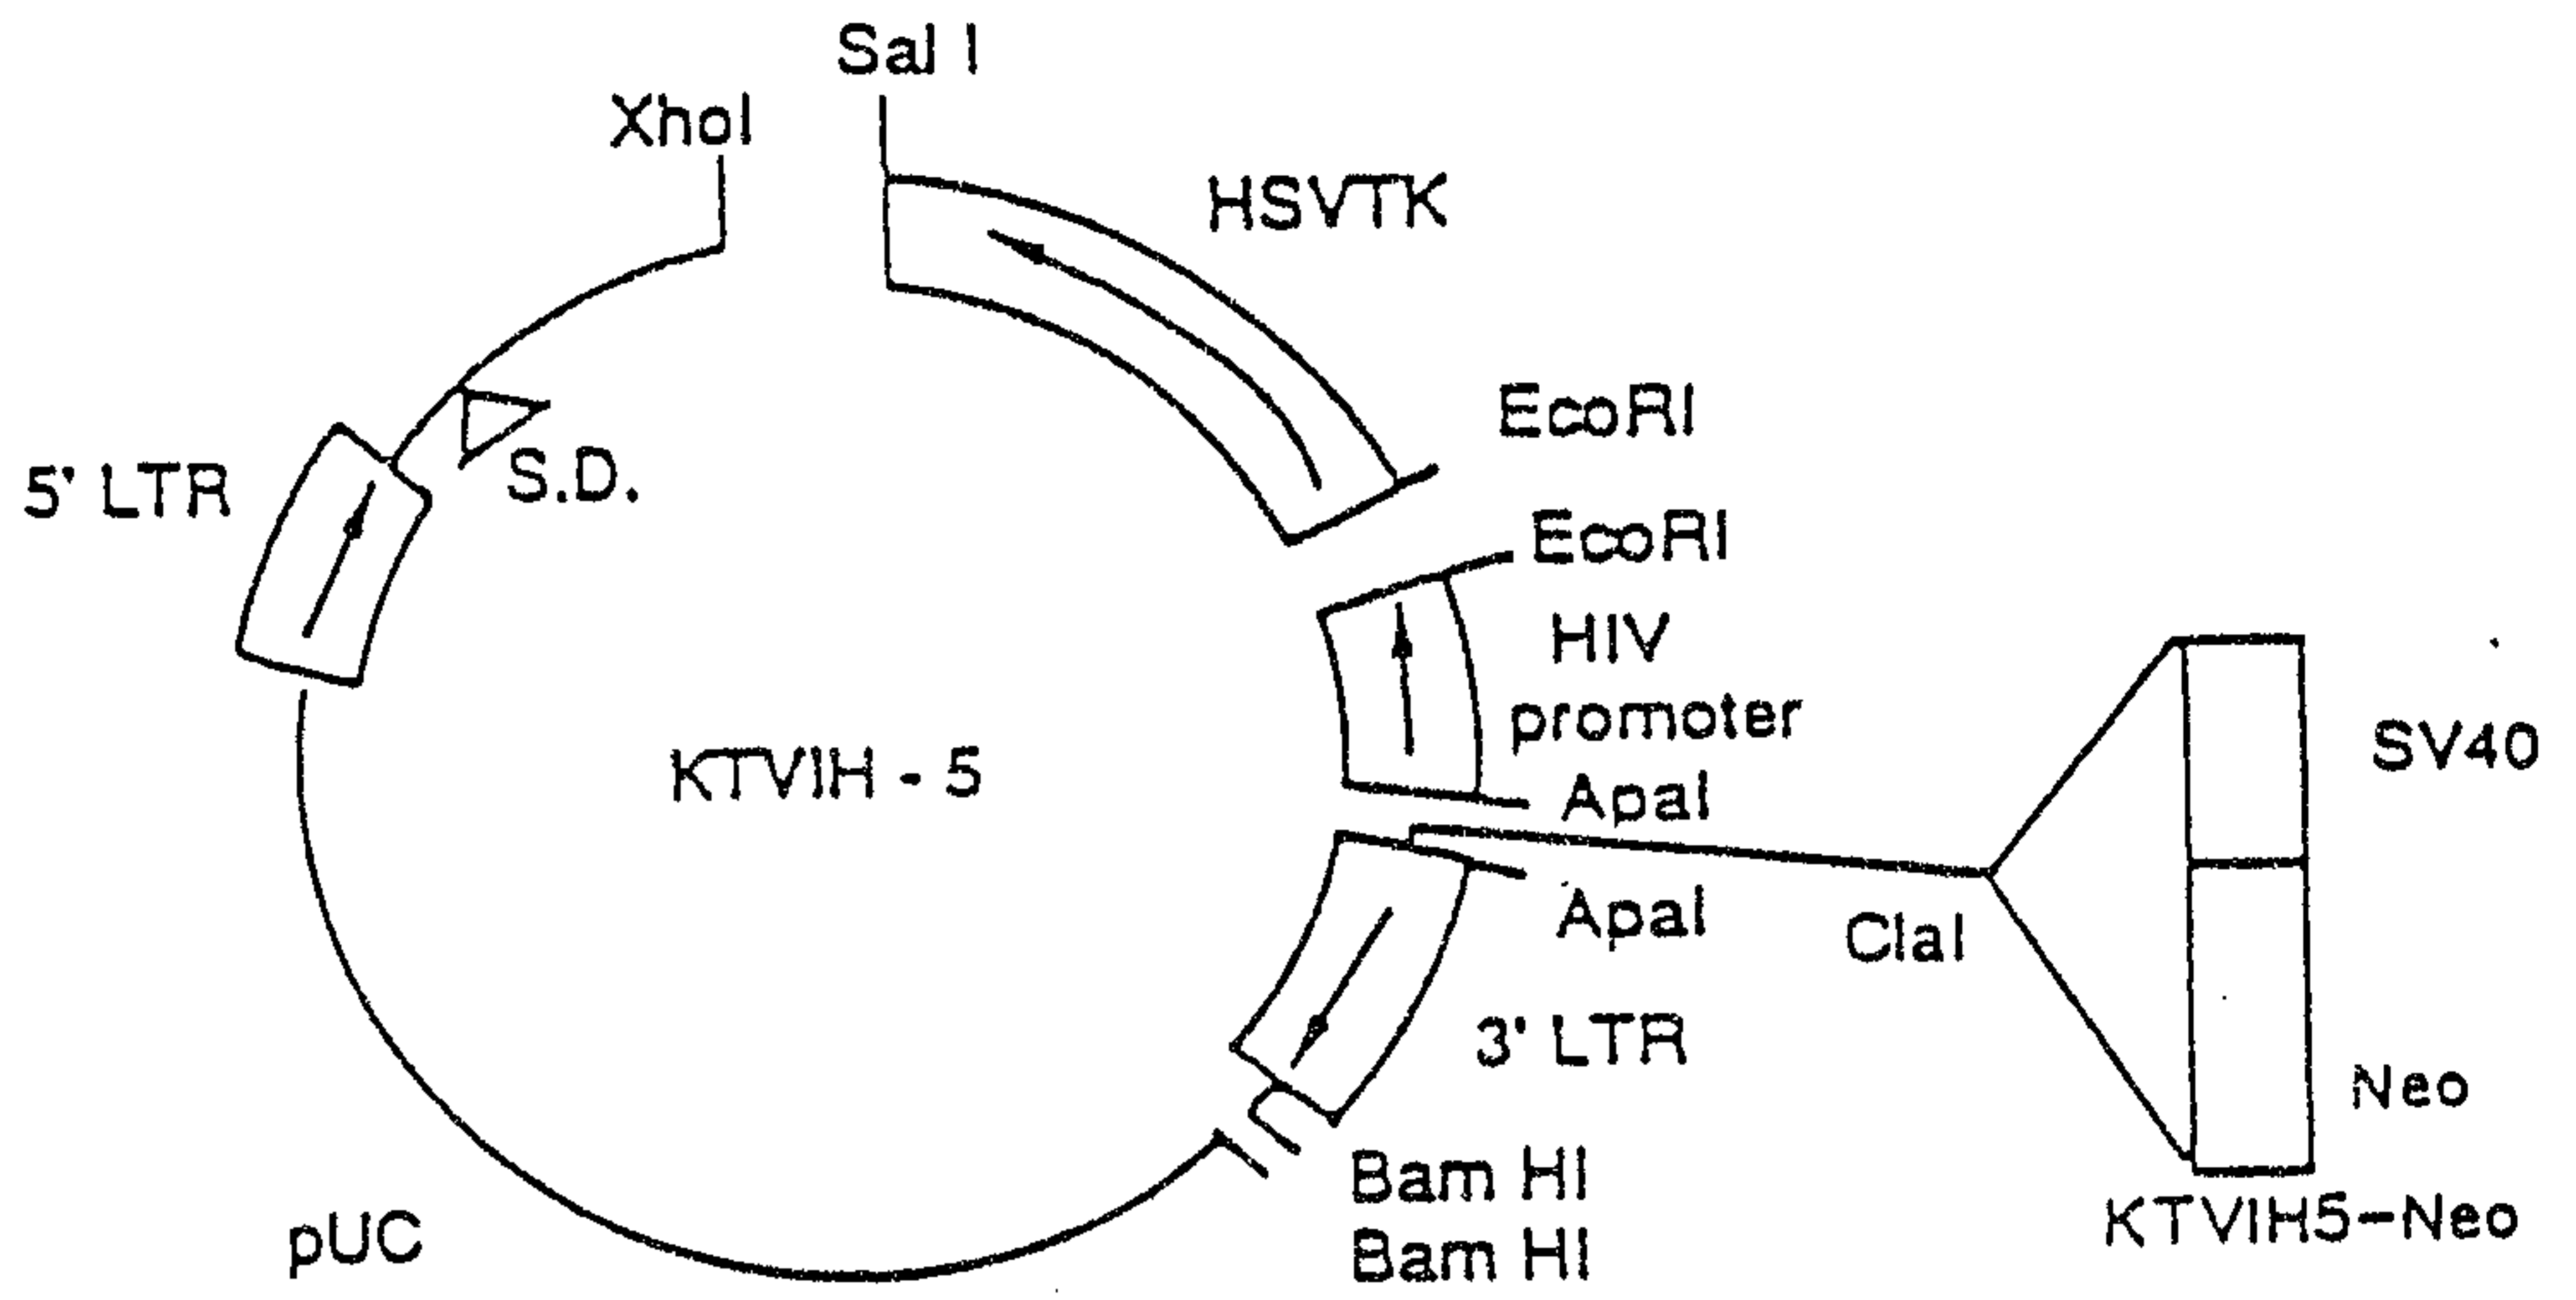 Sal I
XhoI
HSVTK
EcoRI
5' LTR
S.D.
EcoRI
HIV
promoter
SV40
KTVIH - 5
ApaI
ApaI
ClaI
3' LTR
Neo
Bam HI
KTVIH5-Neo
pUC
Bam HI